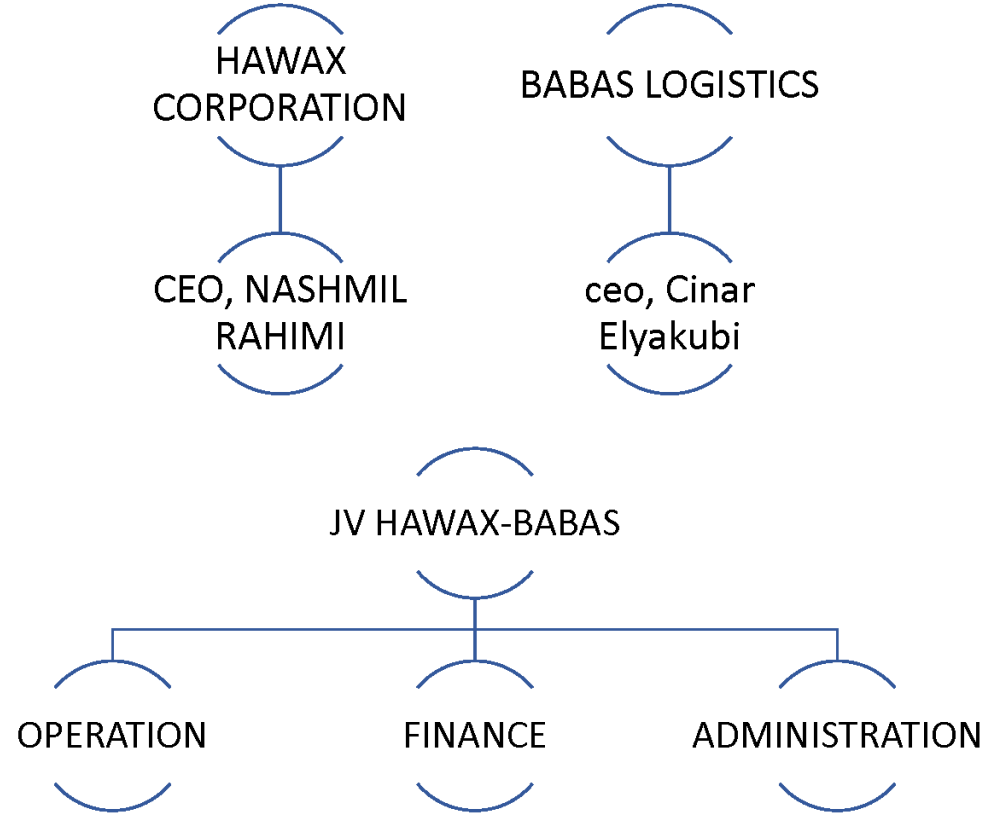 HAWAX
CORPORATION
BABAS LOGISTICS
CEO, NASHMIL
RAHIMI
ceo, Cinar
Elyakubi
JV HAWAX-BABAS
OPERATION
FINANCE
ADMINISTRATION